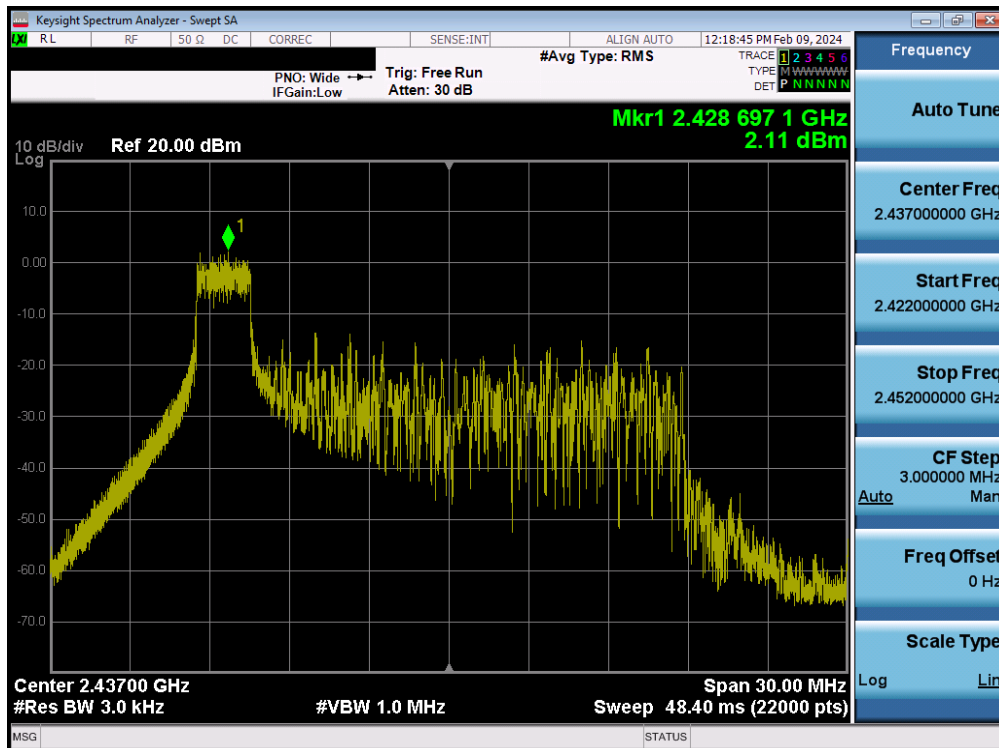 Keysight Spectrum Analyzer - Swept SA
LXI RL RF 50 Ω DC CORREC SENSE:INT ALIGN AUTO 12:18:45 PM Feb 09, 2024
#Avg Type: RMS TRACE 1 2 3 4 5 6
PNO: Wide Trig: Free Run TYPE M WWWWW
IFGain:Low Atten: 30 dB DET P N N N N N
Mkr1 2.428 697 1 GHz
2.11 dBm
10 dB/div Ref 20.00 dBm
Log
1
10.0
0.00
-10.0
-20.0
-30.0
-40.0
-50.0
-60.0
-70.0
Center 2.43700 GHz Span 30.00 MHz
#Res BW 3.0 kHz #VBW 1.0 MHz Sweep 48.40 ms (22000 pts)
MSG STATUS
Frequency
Auto Tune
Center Freq
2.437000000 GHz
Start Freq
2.422000000 GHz
Stop Freq
2.452000000 GHz
CF Step
3.000000 MHz
Auto Man
Freq Offset
0 Hz
Scale Type
Log Lin